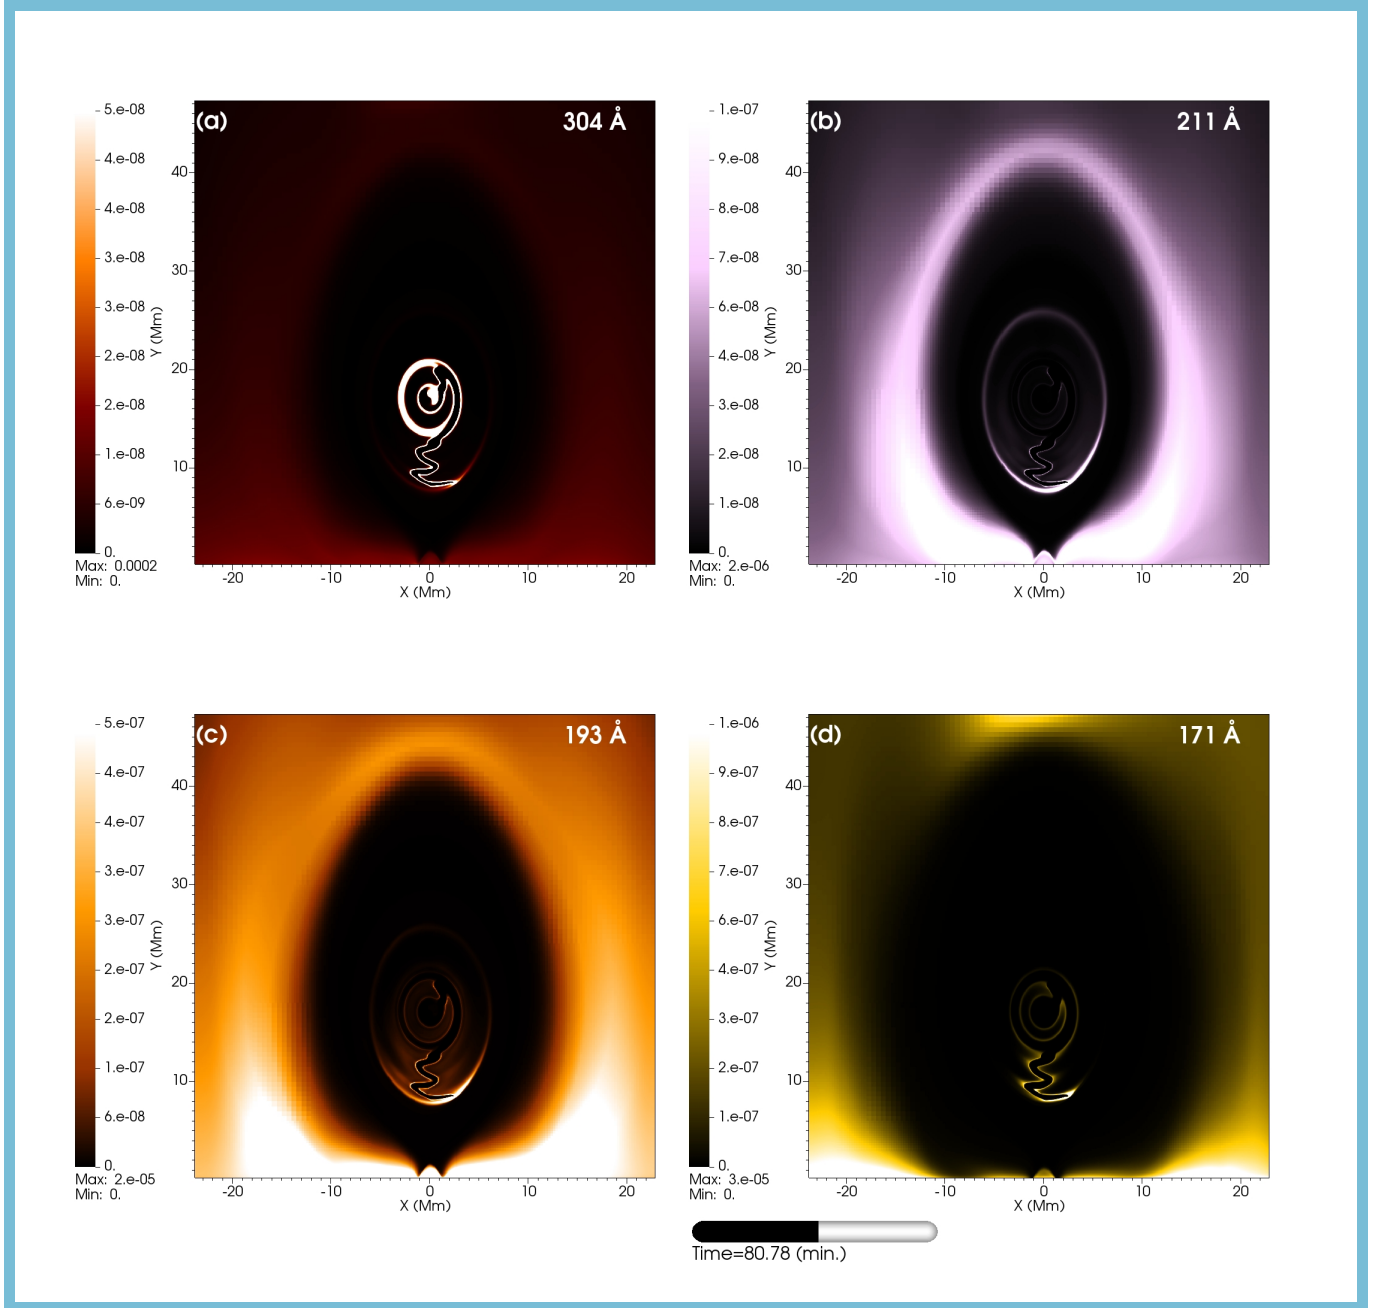 (a) 304 Å
5.e-08
4.e-08
4.e-08
3.e-08
3.e-08
2.e-08
2.e-08
1.e-08
6.e-09
0.
Max: 0.0002
Min: 0.
Y (Mm)
40
30
20
10
-20 -10 0 10 20
X (Mm)
(b) 211 Å
1.e-07
9.e-08
8.e-08
7.e-08
6.e-08
4.e-08
3.e-08
2.e-08
1.e-08
0.
Max: 2.e-06
Min: 0.
Y (Mm)
40
30
20
10
-20 -10 0 10 20
X (Mm)
(c) 193 Å
5.e-07
4.e-07
4.e-07
3.e-07
3.e-07
2.e-07
2.e-07
1.e-07
6.e-08
0.
Max: 2.e-05
Min: 0.
Y (Mm)
40
30
20
10
-20 -10 0 10 20
X (Mm)
(d) 171 Å
1.e-06
9.e-07
8.e-07
7.e-07
6.e-07
4.e-07
3.e-07
2.e-07
1.e-07
0.
Max: 3.e-05
Min: 0.
Y (Mm)
40
30
20
10
-20 -10 0 10 20
X (Mm)
Time=80.78 (min.)